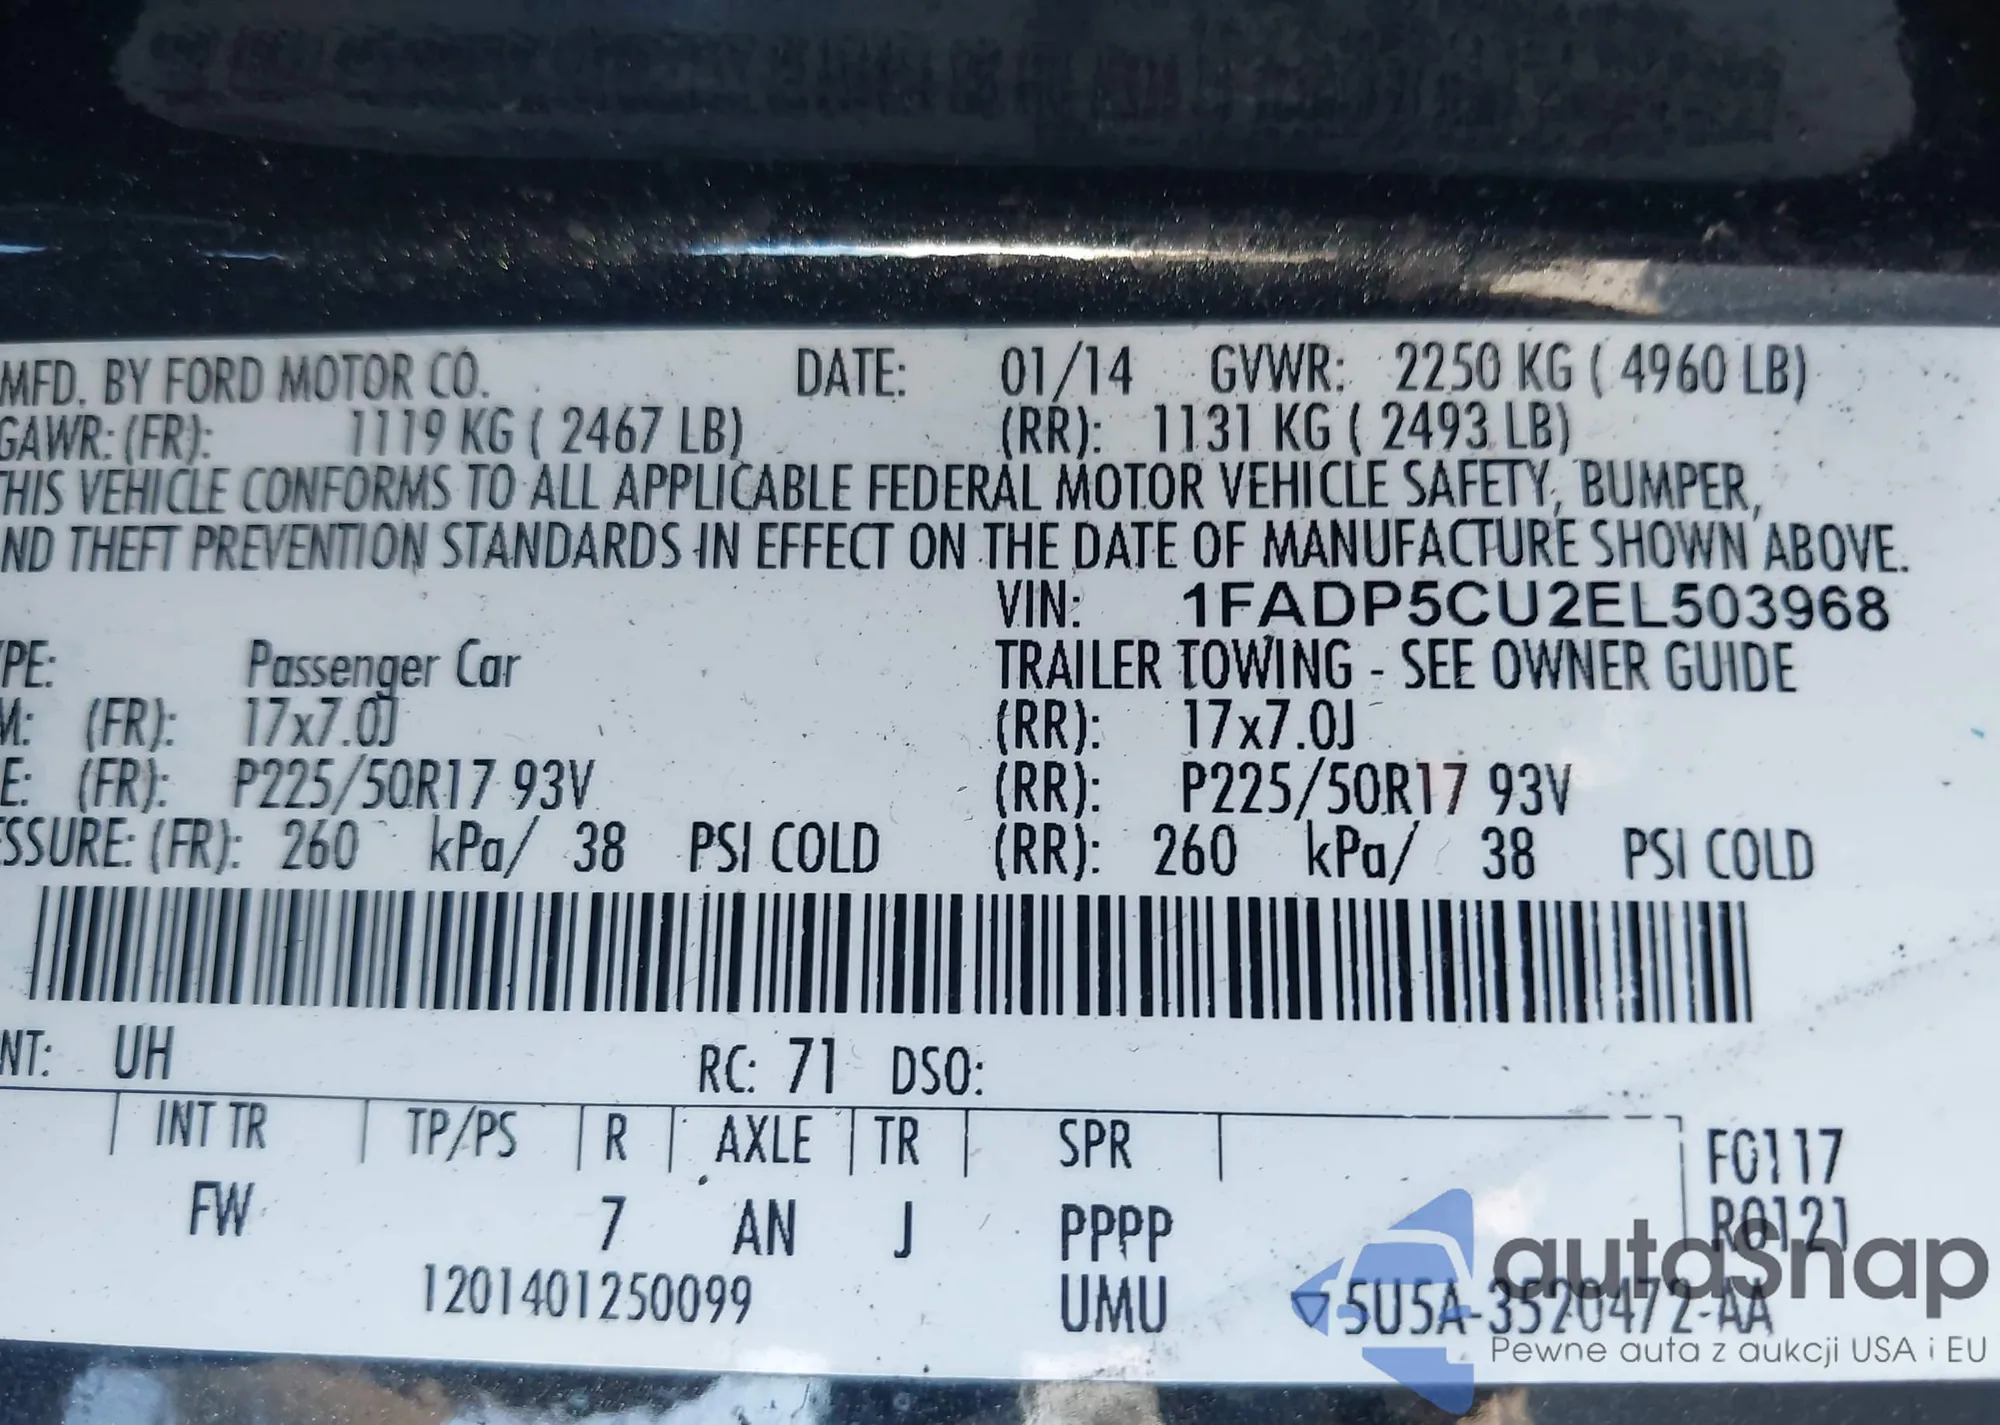 MFD. BY FORD MOTOR CO. DATE: 01/14 GVWR: 2250 KG ( 4960 LB)
GAWR: (FR): 1119 KG ( 2467 LB) (RR): 1131 KG ( 2493 LB)
THIS VEHICLE CONFORMS TO ALL APPLICABLE FEDERAL MOTOR VEHICLE SAFETY, BUMPER,
ND THEFT PREVENTION STANDARDS IN EFFECT ON THE DATE OF MANUFACTURE SHOWN ABOVE.
VIN: 1FADP5CU2EL503968
PE: Passenger Car TRAILER TOWING - SEE OWNER GUIDE
M: (FR): 17x7.0J (RR): 17x7.0J
E: (FR): P225/50R17 93V (RR): P225/50R17 93V
SSURE: (FR): 260 kPa/ 38 PSI COLD (RR): 260 kPa/ 38 PSI COLD
NT: UH RC: 71 DSO:
INT TR TP/PS R AXLE TR SPR F0117
FW 7 AN J PPPP R0121
1201401250099 UMU 5U5A-3520472-AA
autoSnap
Pewne auta z aukcji USA i EU